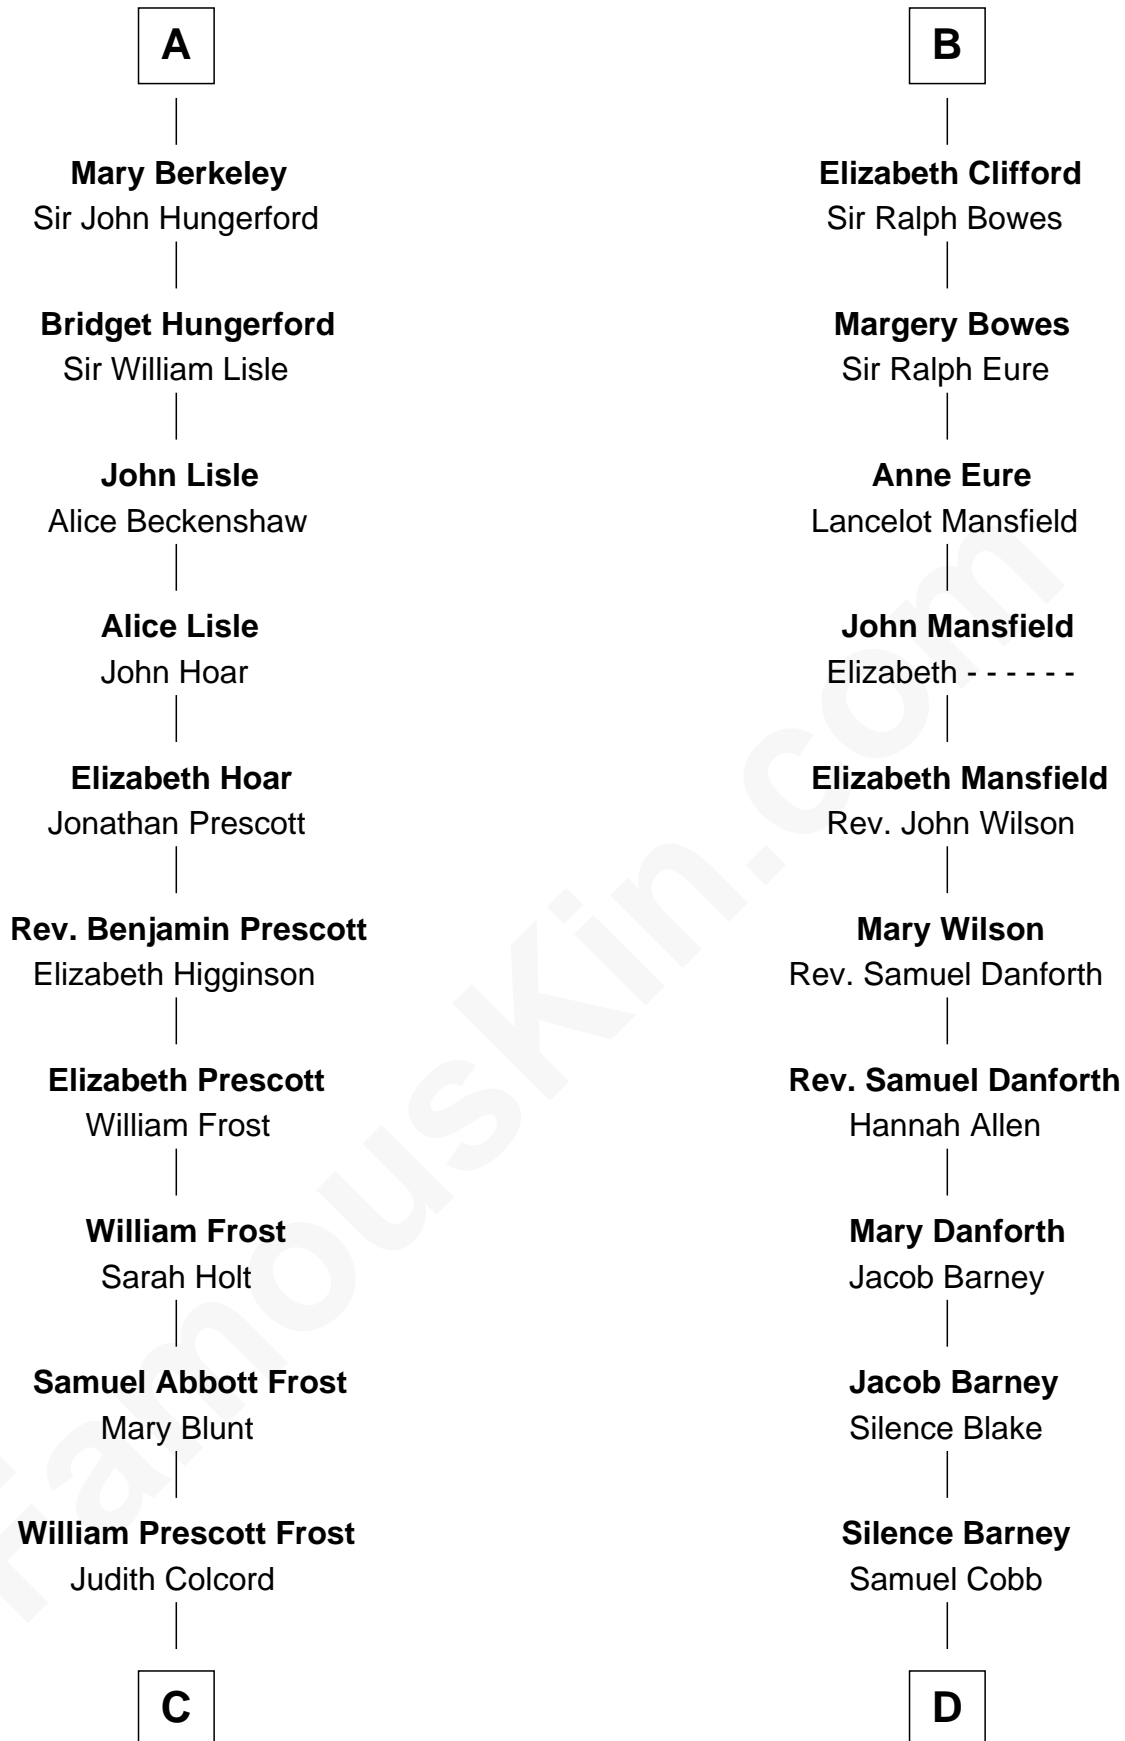 A
Mary Berkeley
Sir John Hungerford
Bridget Hungerford
Sir William Lisle
John Lisle
Alice Beckenshaw
Alice Lisle
John Hoar
Elizabeth Hoar
Jonathan Prescott
Rev. Benjamin Prescott
Elizabeth Higginson
Elizabeth Prescott
William Frost
William Frost
Sarah Holt
Samuel Abbott Frost
Mary Blunt
William Prescott Frost
Judith Colcord
C
B
Elizabeth Clifford
Sir Ralph Bowes
Margery Bowes
Sir Ralph Eure
Anne Eure
Lancelot Mansfield
John Mansfield
Elizabeth - - - - - -
Elizabeth Mansfield
Rev. John Wilson
Mary Wilson
Rev. Samuel Danforth
Rev. Samuel Danforth
Hannah Allen
Mary Danforth
Jacob Barney
Jacob Barney
Silence Blake
Silence Barney
Samuel Cobb
D
FamousKin.com